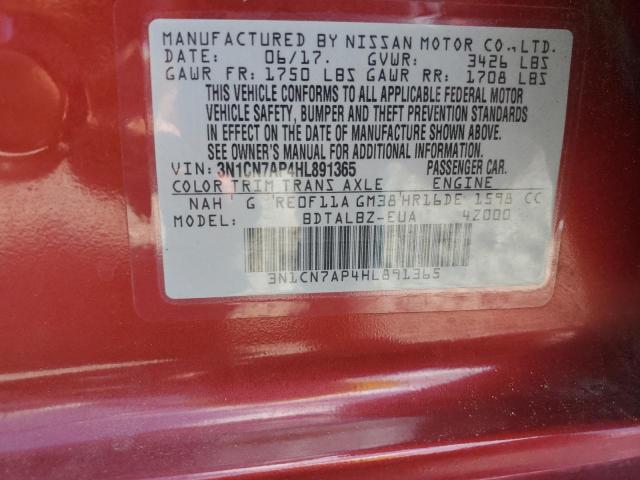 MANUFACTURED BY NISSAN MOTOR CO.,LTD.
DATE: 06/17. GVWR: 3426 LBS
GAWR FR: 1750 LBS GAWR RR: 1708 LBS
THIS VEHICLE CONFORMS TO ALL APPLICABLE FEDERAL MOTOR
VEHICLE SAFETY, BUMPER AND THEFT PREVENTION STANDARDS
IN EFFECT ON THE DATE OF MANUFACTURE SHOWN ABOVE.
SEE OWNER'S MANUAL FOR ADDITIONAL INFORMATION.
VIN: 3N1CN7AP4HL891365 PASSENGER CAR.
COLOR TRIM TRANS AXLE ENGINE
NAH G RE0F11A GM38 HR16DE 1598 CC
MODEL: BDTALBZ-EUA 4Z000
3N1CN7AP4HL891365